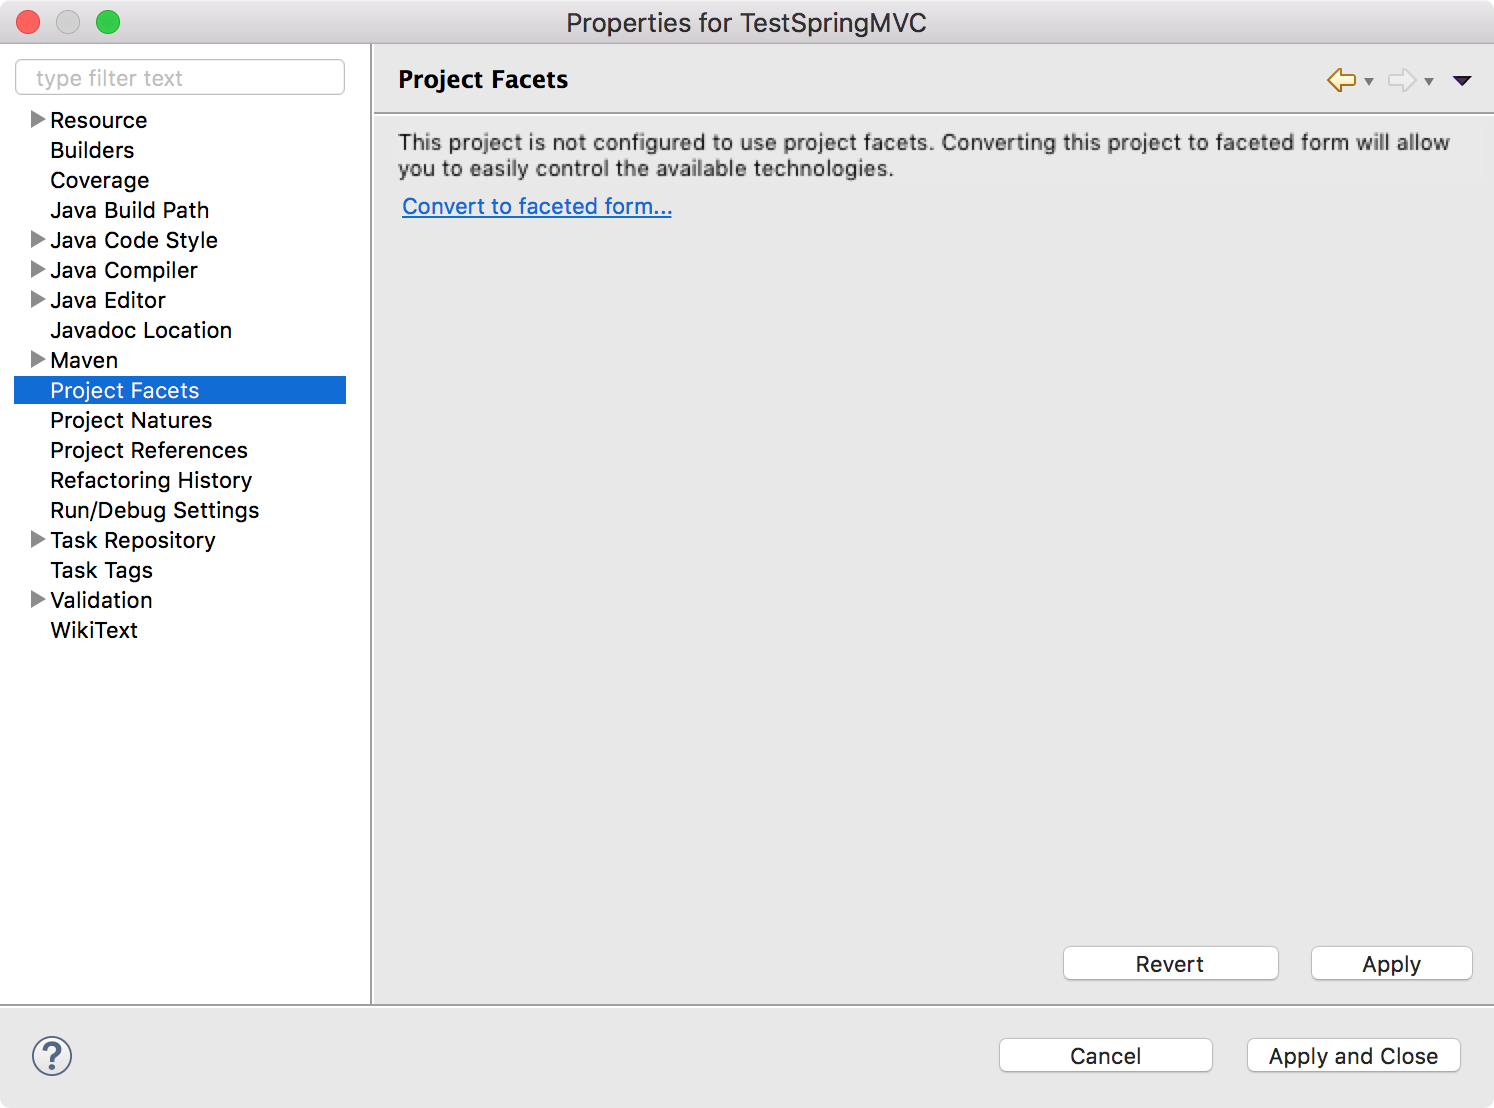 Properties for TestSpringMVC
type filter text
Resource
Builders
Coverage
Java Build Path
Java Code Style
Java Compiler
Java Editor
Javadoc Location
Maven
Project Facets
Project Natures
Project References
Refactoring History
Run/Debug Settings
Task Repository
Task Tags
Validation
WikiText
Project Facets
This project is not configured to use project facets. Converting this project to faceted form will allow
you to easily control the available technologies.
Convert to faceted form...
Revert
Apply
?
Cancel
Apply and Close